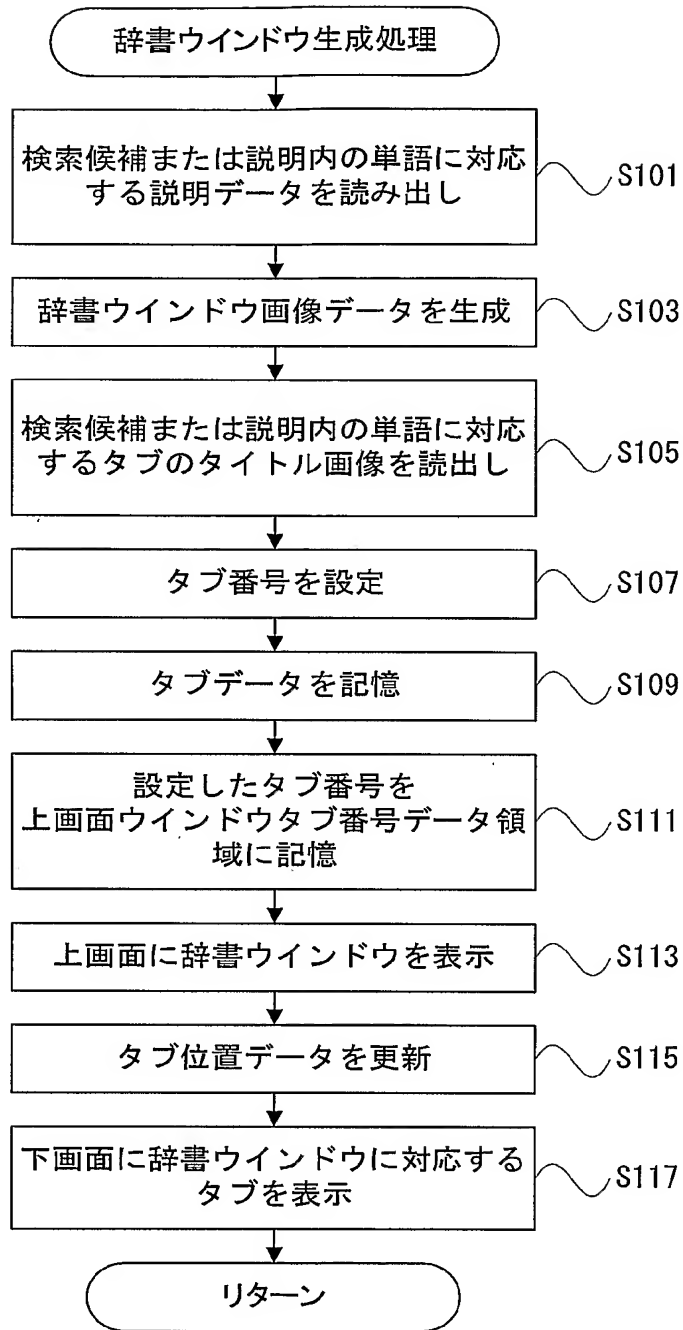 辞書ウインドウ生成処理
検索候補または説明内の単語に対応
する説明データを読み出し
S101
辞書ウインドウ画像データを生成
S103
検索候補または説明内の単語に対応
するタブのタイトル画像を読出し
S105
タブ番号を設定
S107
タブデータを記憶
S109
設定したタブ番号を
上画面ウインドウタブ番号データ領
域に記憶
S111
上画面に辞書ウインドウを表示
S113
タブ位置データを更新
S115
下画面に辞書ウインドウに対応する
タブを表示
S117
リターン